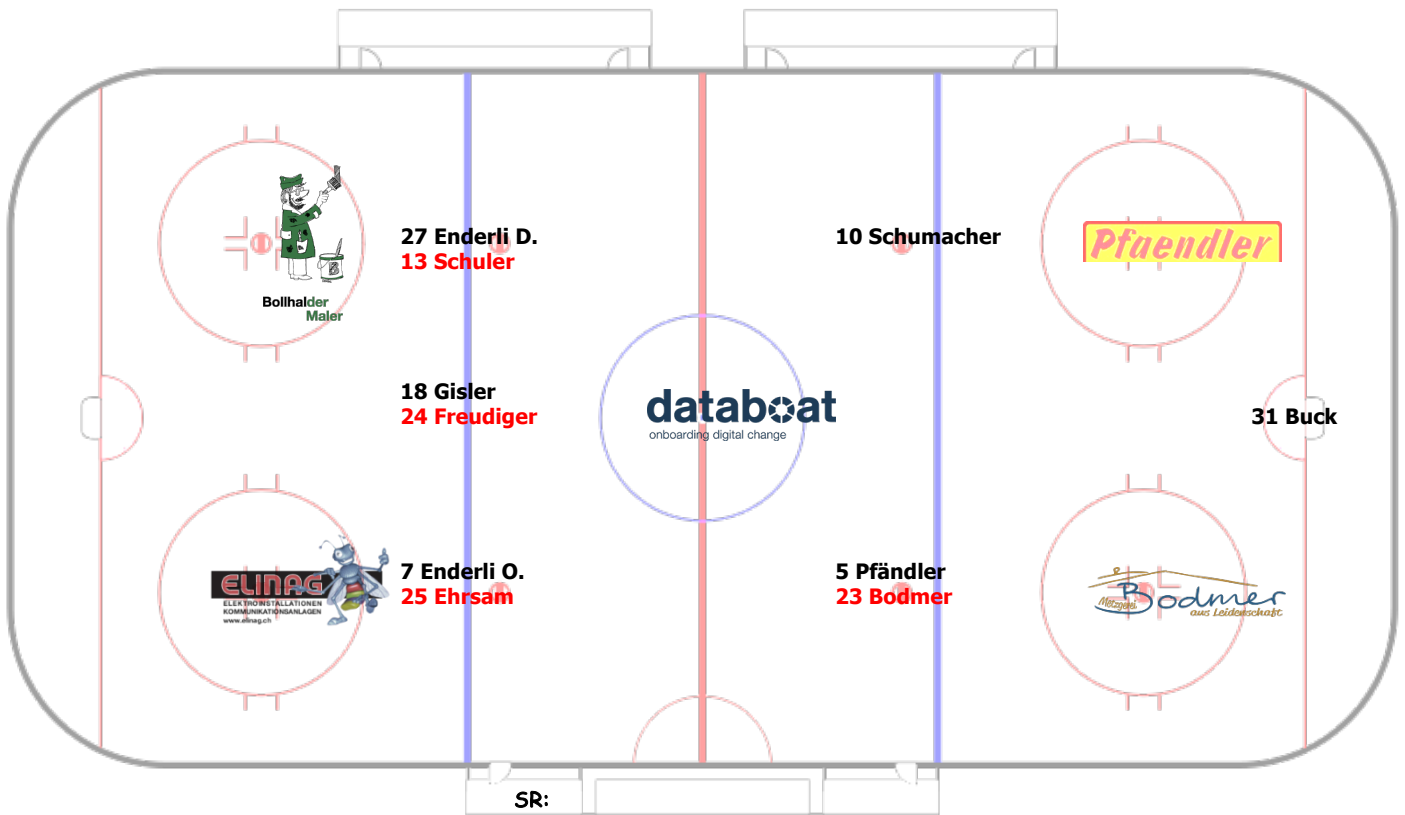 27 Enderli D.
13 Schuler
10 Schumacher
Pfaendler
Bollhalder
Maler
18 Gisler
24 Freudiger
databoat
onboarding digital change
31 Buck
ELINAG
ELEKTROINSTALLATIONEN
KOMMUNIKATIONSANLAGEN
www.elinag.ch
7 Enderli O.
25 Ehrsam
5 Pfändler
23 Bodmer
Metzgerei Bodmer
aus Leidenschaft
SR: